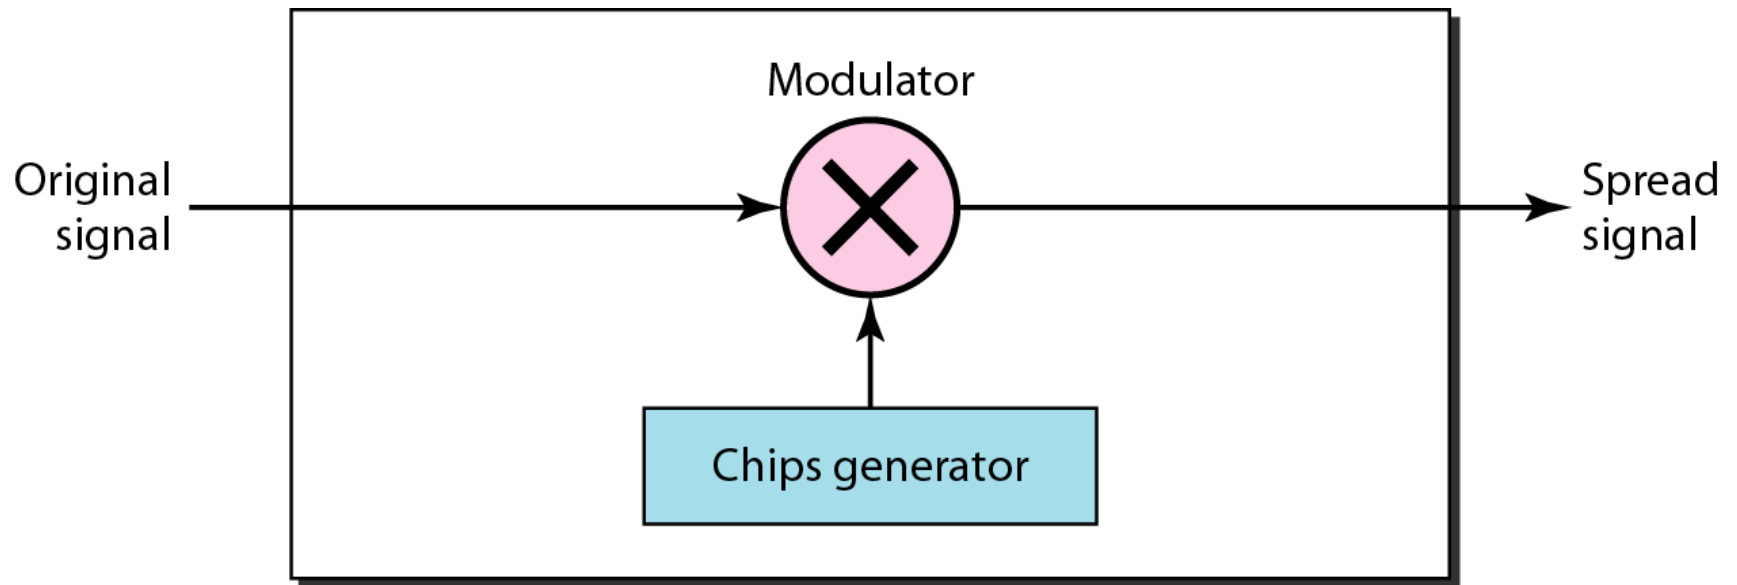 Modulator
Original
signal
Spread
signal
Chips generator